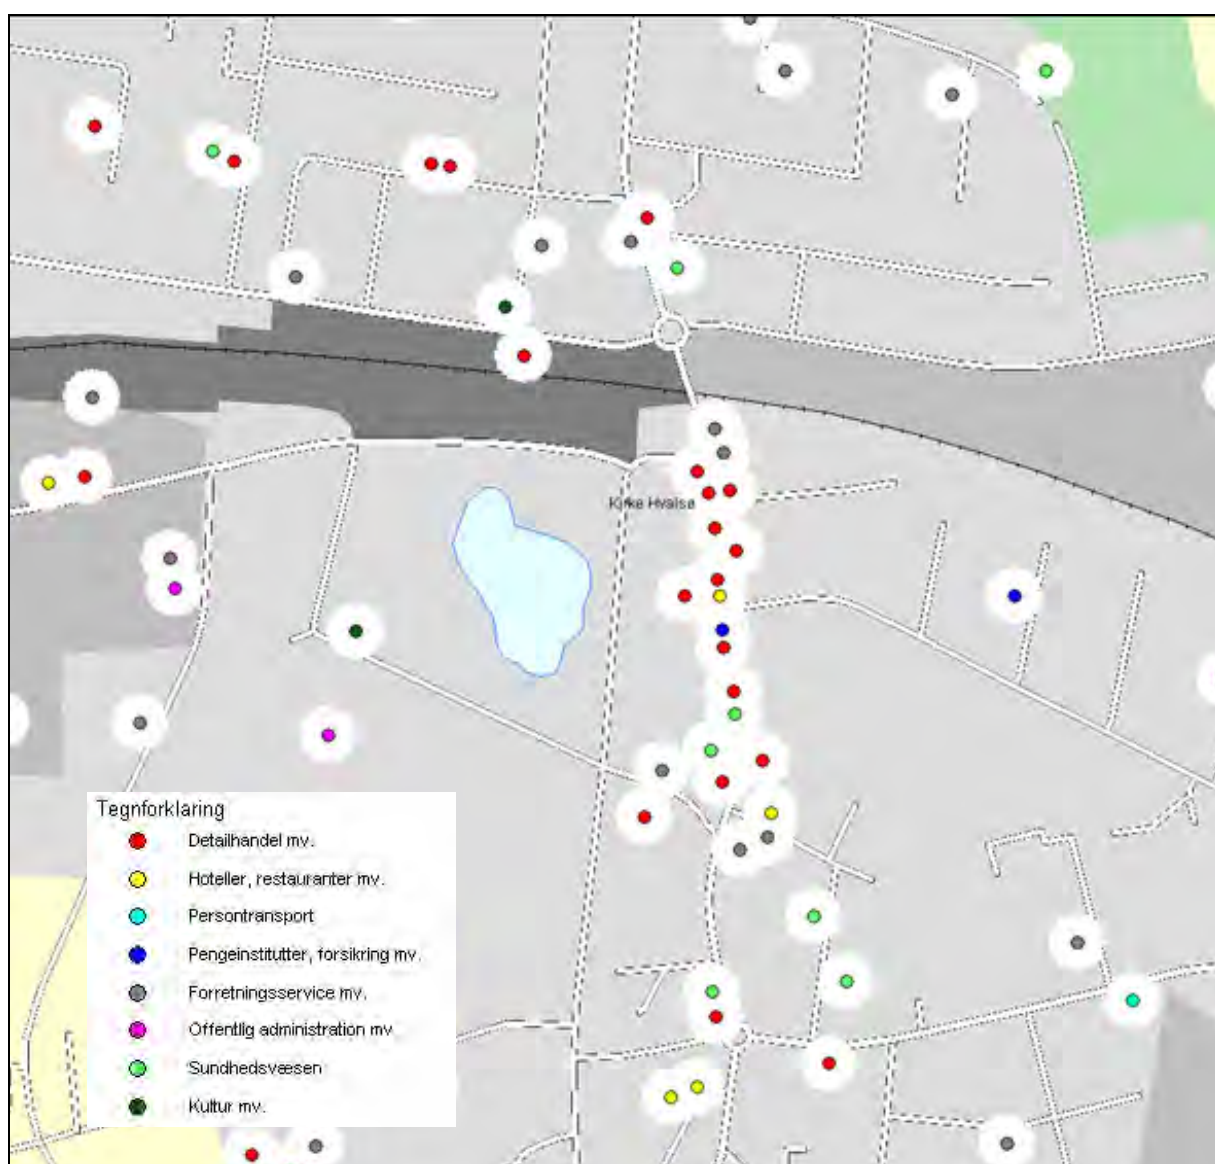 Kirke Hvalsø
Tegnforklaring
Detailhandel mv.
Hoteller, restauranter mv.
Persontransport
Pengeinstitutter, forsikring mv.
Forretningsservice mv.
Offentlig administration mv
Sundhedsvæsen
Kultur mv.